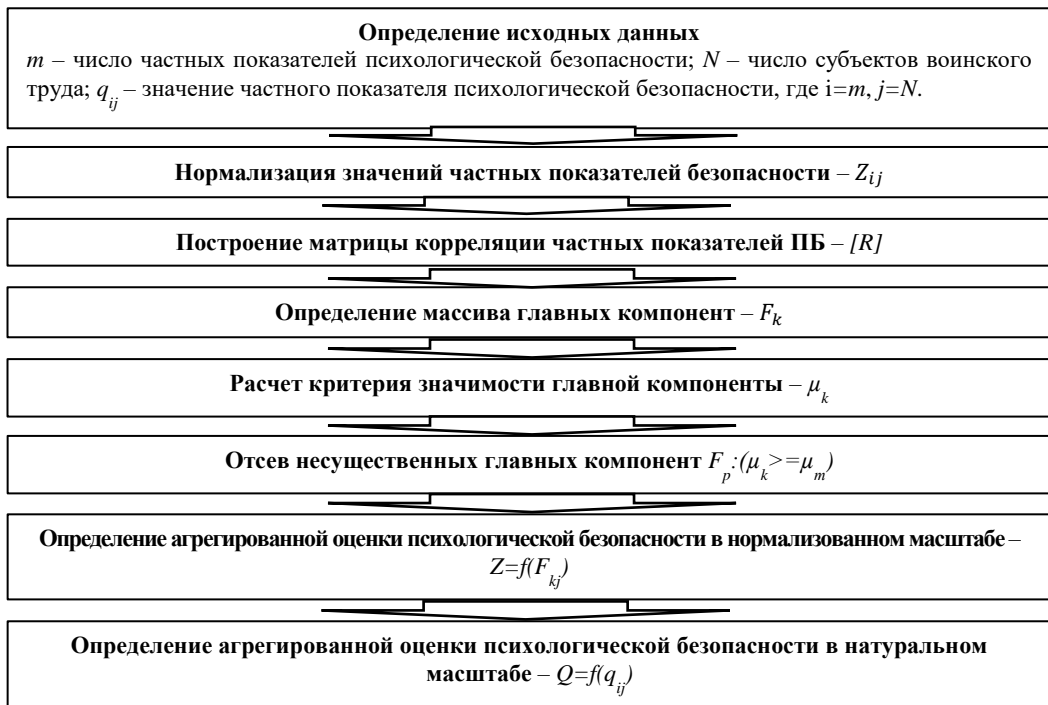 Определение исходных данных
m – число частных показателей психологической безопасности; N – число субъектов воинского
труда; q_ij – значение частного показателя психологической безопасности, где i=m, j=N.
Нормализация значений частных показателей безопасности – Z_ij
Построение матрицы корреляции частных показателей ПБ – [R]
Определение массива главных компонент – F_k
Расчет критерия значимости главной компоненты – μ_k
Отсев несущественных главных компонент F_p:(μ_k>=μ_m)
Определение агрегированной оценки психологической безопасности в нормализованном масштабе –
Z=f(F_kj)
Определение агрегированной оценки психологической безопасности в натуральном
масштабе – Q=f(q_ij)